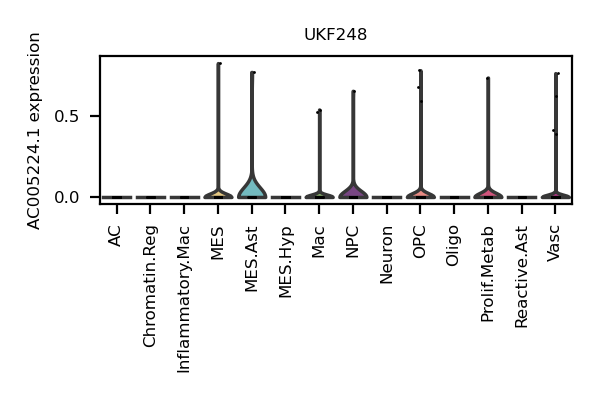 UKF248
AC005224.1 expression
0.5
0.0
AC
Chromatin.Reg
Inflammatory.Mac
MES
MES.Ast
MES.Hyp
Mac
NPC
Neuron
OPC
Oligo
Prolif.Metab
Reactive.Ast
Vasc